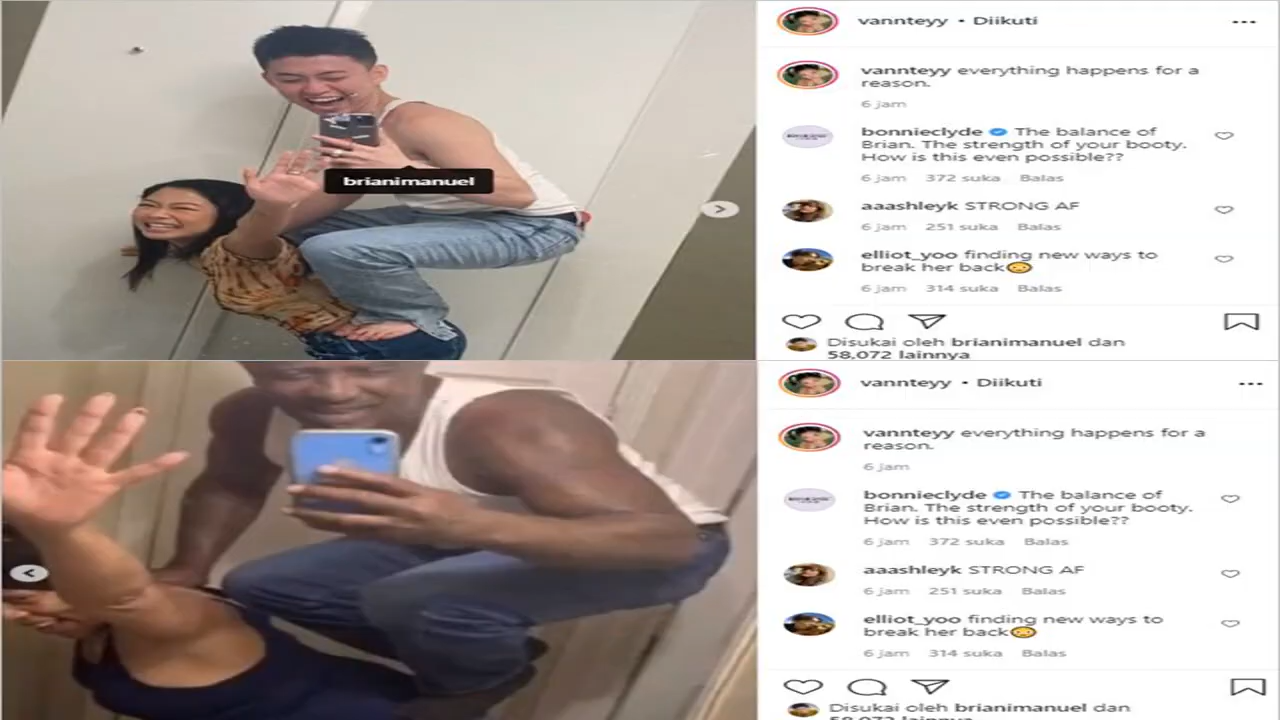 vannteyy • Diikuti
vannteyy everything happens for a
reason.
6 jam
bonnieclyde The balance of
Brian. The strength of your booty.
How is this even possible??
6 jam 372 suka Balas
aaashleyk STRONG AF
6 jam 251 suka Balas
elliot_yoo finding new ways to
break her back😳
6 jam 314 suka Balas
Disukai oleh brianimanuel dan
58.072 lainnya
brianimanuel
vannteyy • Diikuti
vannteyy everything happens for a
reason.
6 jam
bonnieclyde The balance of
Brian. The strength of your booty.
How is this even possible??
6 jam 372 suka Balas
aaashleyk STRONG AF
6 jam 251 suka Balas
elliot_yoo finding new ways to
break her back😳
6 jam 314 suka Balas
Disukai oleh brianimanuel dan
58.072 lainnya